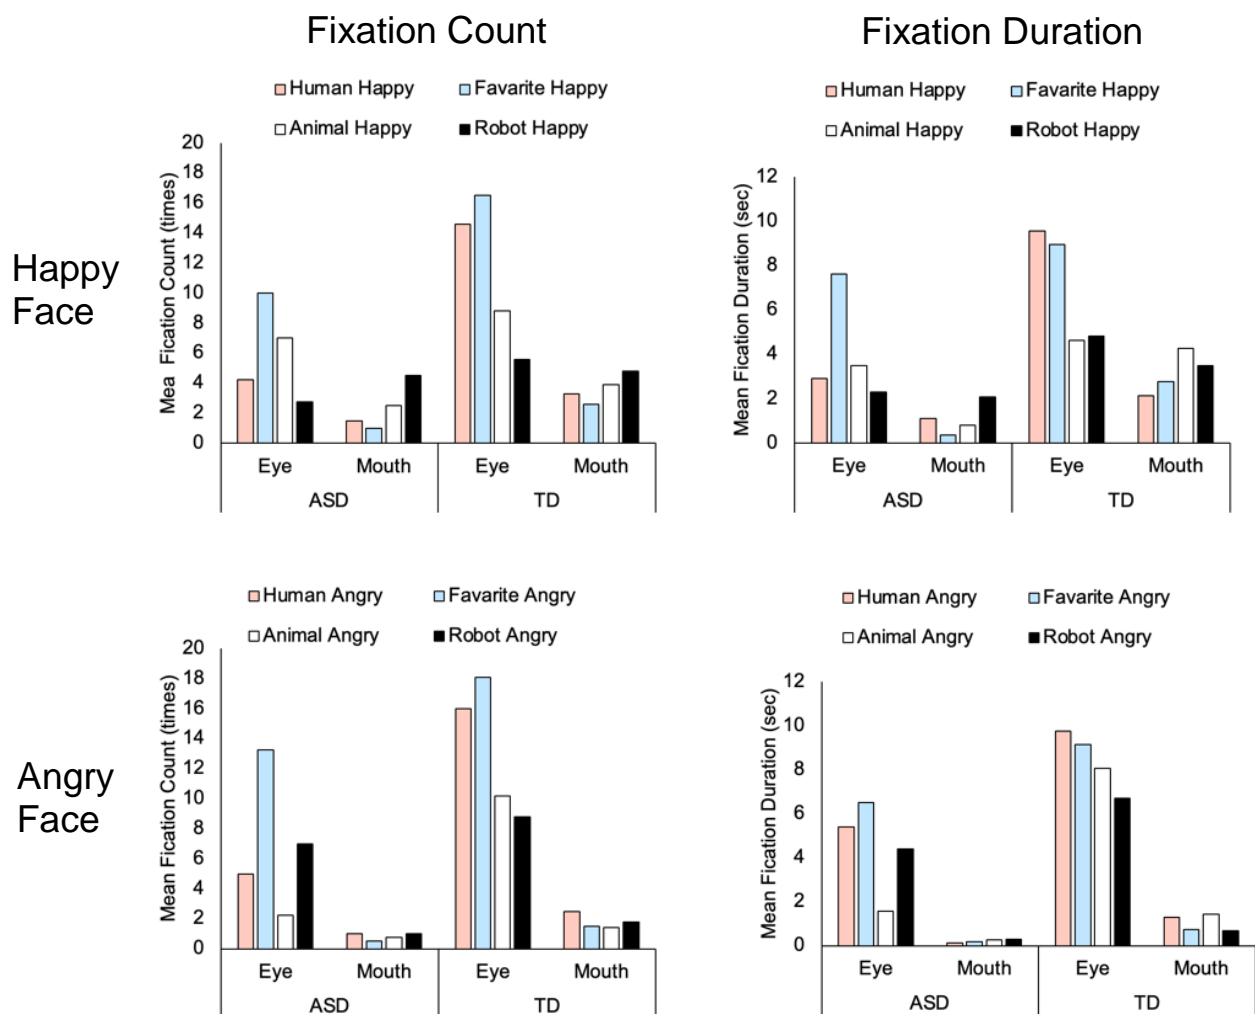 Fixation Count
Fixation Duration
Happy
Face
Human Happy
Favarite Happy
Animal Happy
Robot Happy
Mea Fication Count (times)
20
18
16
14
12
10
8
6
4
2
0
Eye
Mouth
Eye
Mouth
ASD
TD
Human Happy
Favarite Happy
Animal Happy
Robot Happy
Mean Fication Duration (sec)
12
10
8
6
4
2
0
Eye
Mouth
Eye
Mouth
ASD
TD
Angry
Face
Human Angry
Favarite Angry
Animal Angry
Robot Angry
Mean Fication Count (times)
20
18
16
14
12
10
8
6
4
2
0
Eye
Mouth
Eye
Mouth
ASD
TD
Human Angry
Favarite Angry
Animal Angry
Robot Angry
Mean Fication Duration (sec)
12
10
8
6
4
2
0
Eye
Mouth
Eye
Mouth
ASD
TD